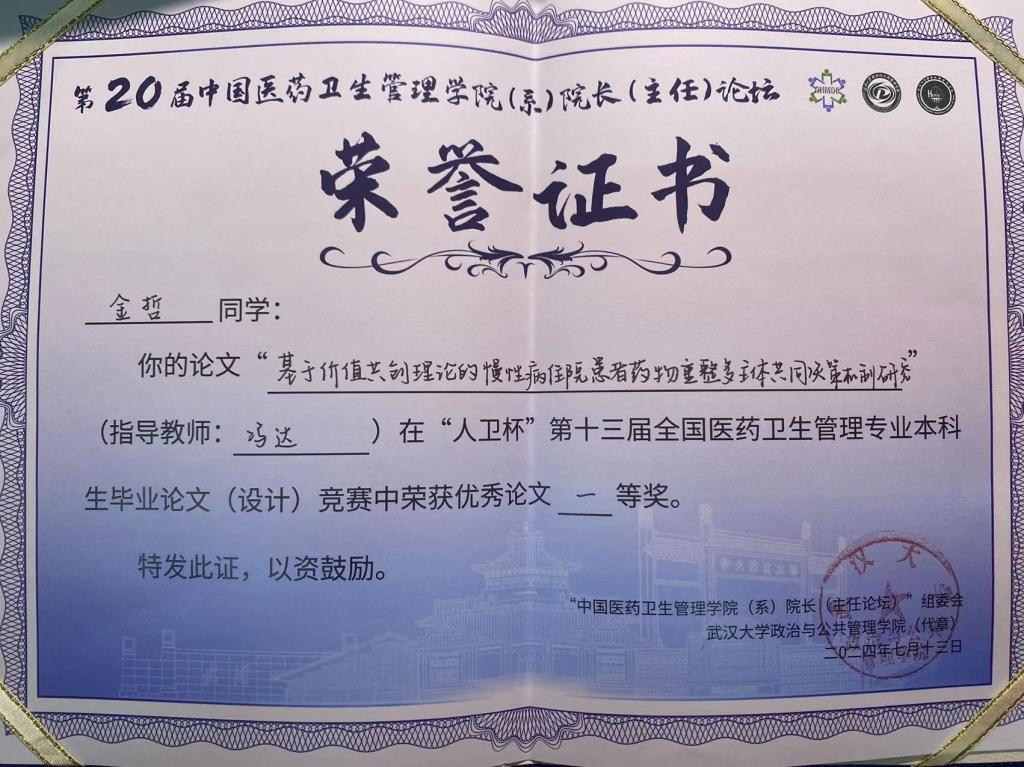 第20届中国医药卫生管理学院(系)院长(主任)论坛
DHMDR
荣誉证书
金哲 同学：
你的论文“基于价值共创理论的慢性病住院患者药物重整多主体共同决策机制研究”
（指导教师：冯达）在“人卫杯”第十三届全国医药卫生管理专业本科
生毕业论文（设计）竞赛中荣获优秀论文一等奖。
特发此证，以资鼓励。
“中国医药卫生管理学院（系）院长（主任论坛）”组委会
武汉大学政治与公共管理学院（代章）
二〇二四年七月十三日
汉大
管理学院